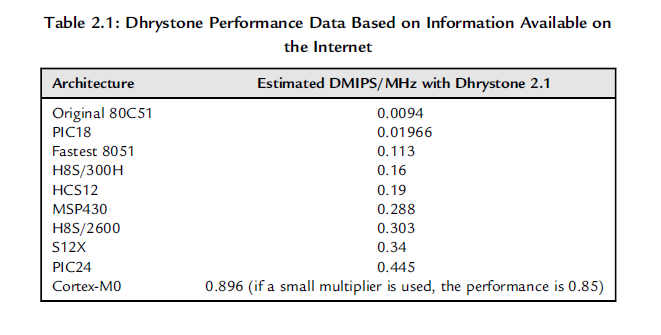 Table 2.1: Dhrystone Performance Data Based on Information Available on
the Internet
Architecture Estimated DMIPS/MHz with Dhrystone 2.1
Original 80C51 0.0094
PIC18 0.01966
Fastest 8051 0.113
H8S/300H 0.16
HCS12 0.19
MSP430 0.288
H8S/2600 0.303
S12X 0.34
PIC24 0.445
Cortex-M0 0.896 (if a small multiplier is used, the performance is 0.85)